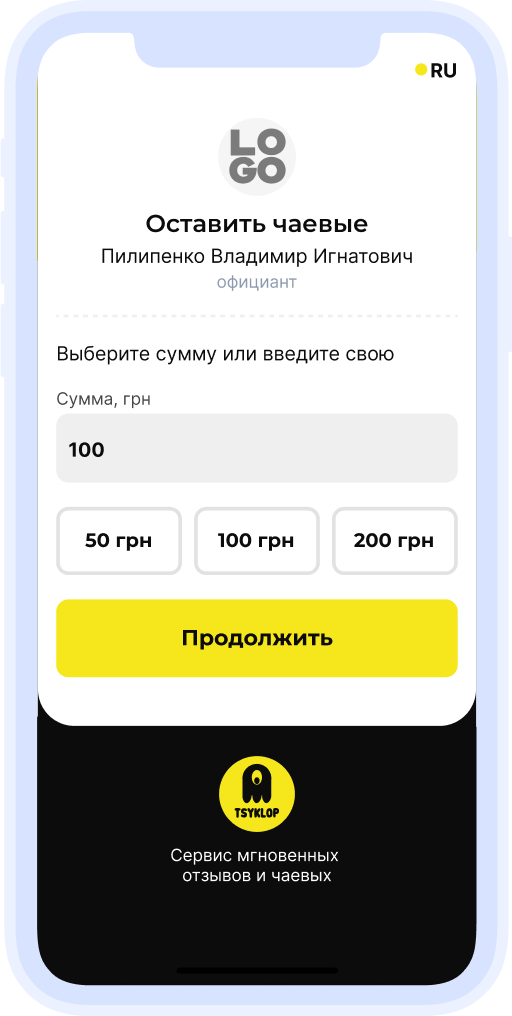 RU
LO
GO
Оставить чаевые
Пилипенко Владимир Игнатович
официант
Выберите сумму или введите свою
Сумма, грн
100
50 грн 100 грн 200 грн
Продолжить
TSYKLOP
Сервис мгновенных
отзывов и чаевых